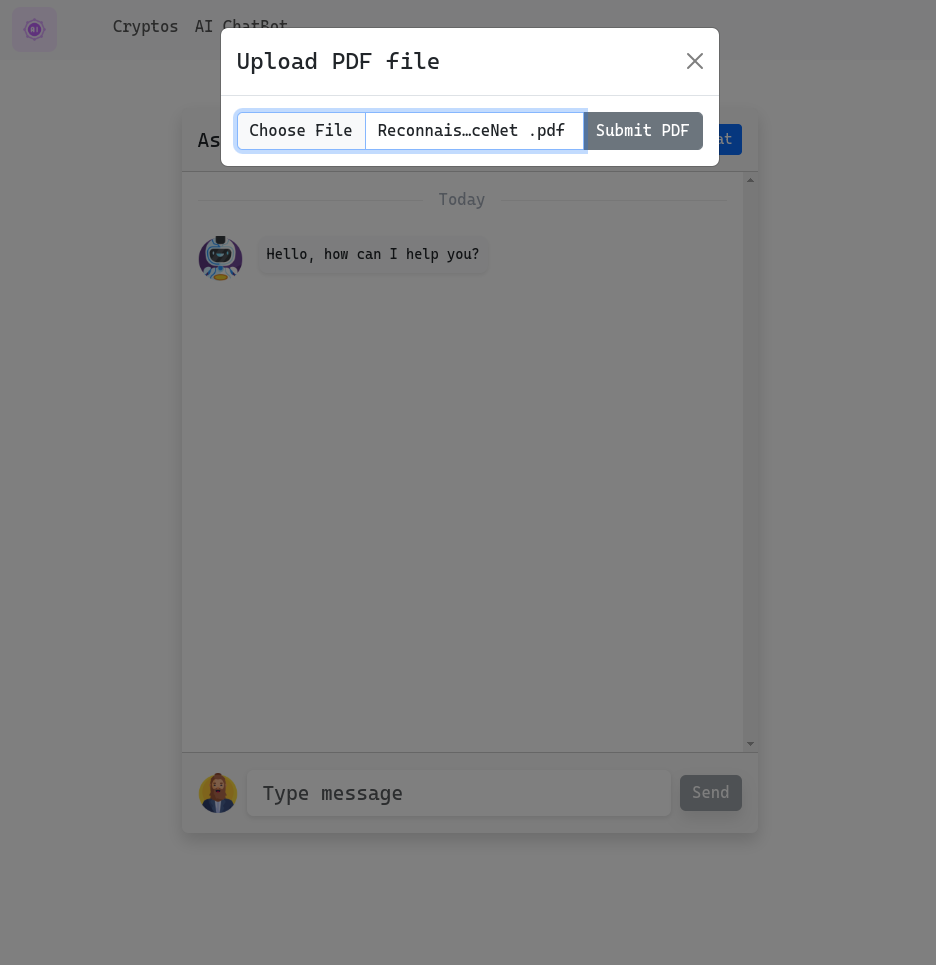 AI
Cryptos AI ChatBot
Upload PDF file
Choose File Reconnais…ceNet .pdf Submit PDF
As
at
Today
Hello, how can I help you?
Type message Send